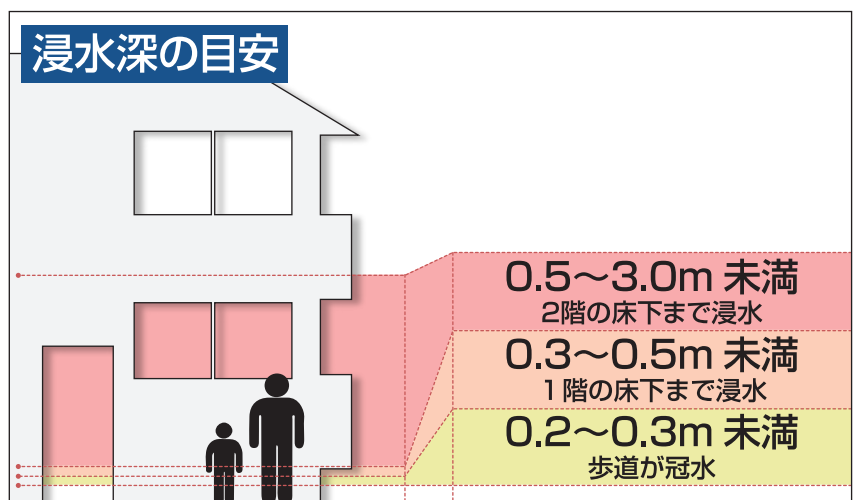 浸水深の目安
0.5～3.0m 未満
2階の床下まで浸水
0.3～0.5m 未満
1階の床下まで浸水
0.2～0.3m 未満
歩道が冠水